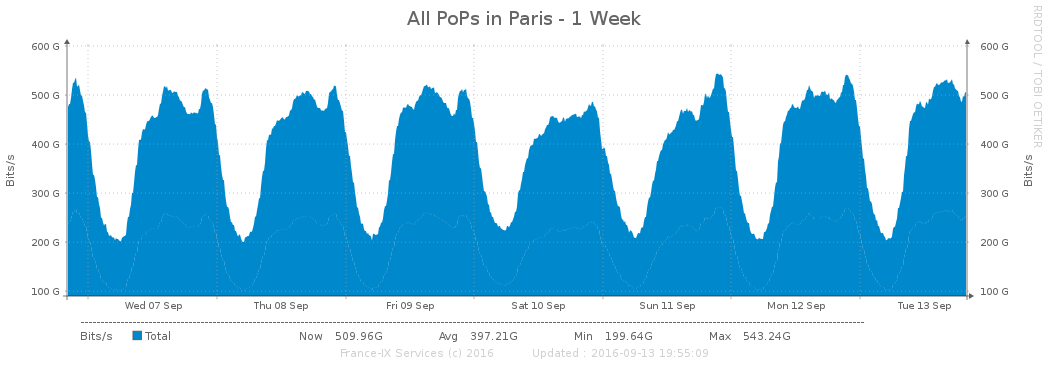 All PoPs in Paris - 1 Week
RRDTOOL / TOBI OETIKER
600 G 600 G
500 G 500 G
400 G 400 G
300 G 300 G
200 G 200 G
100 G 100 G
Bits/s
Bits/s
Wed 07 Sep Thu 08 Sep Fri 09 Sep Sat 10 Sep Sun 11 Sep Mon 12 Sep Tue 13 Sep
Bits/s Total Now 509.96G Avg 397.21G Min 199.64G Max 543.24G
France-IX Services (c) 2016 Updated : 2016-09-13 19:55:09